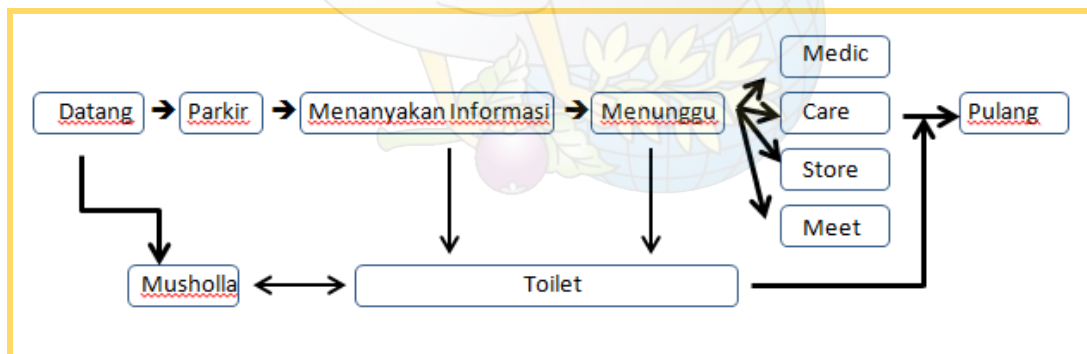 Medic
Datang
Parkir
Menanyakan Informasi
Menunggu
Care
Pulang
Store
Meet
Musholla
Toilet